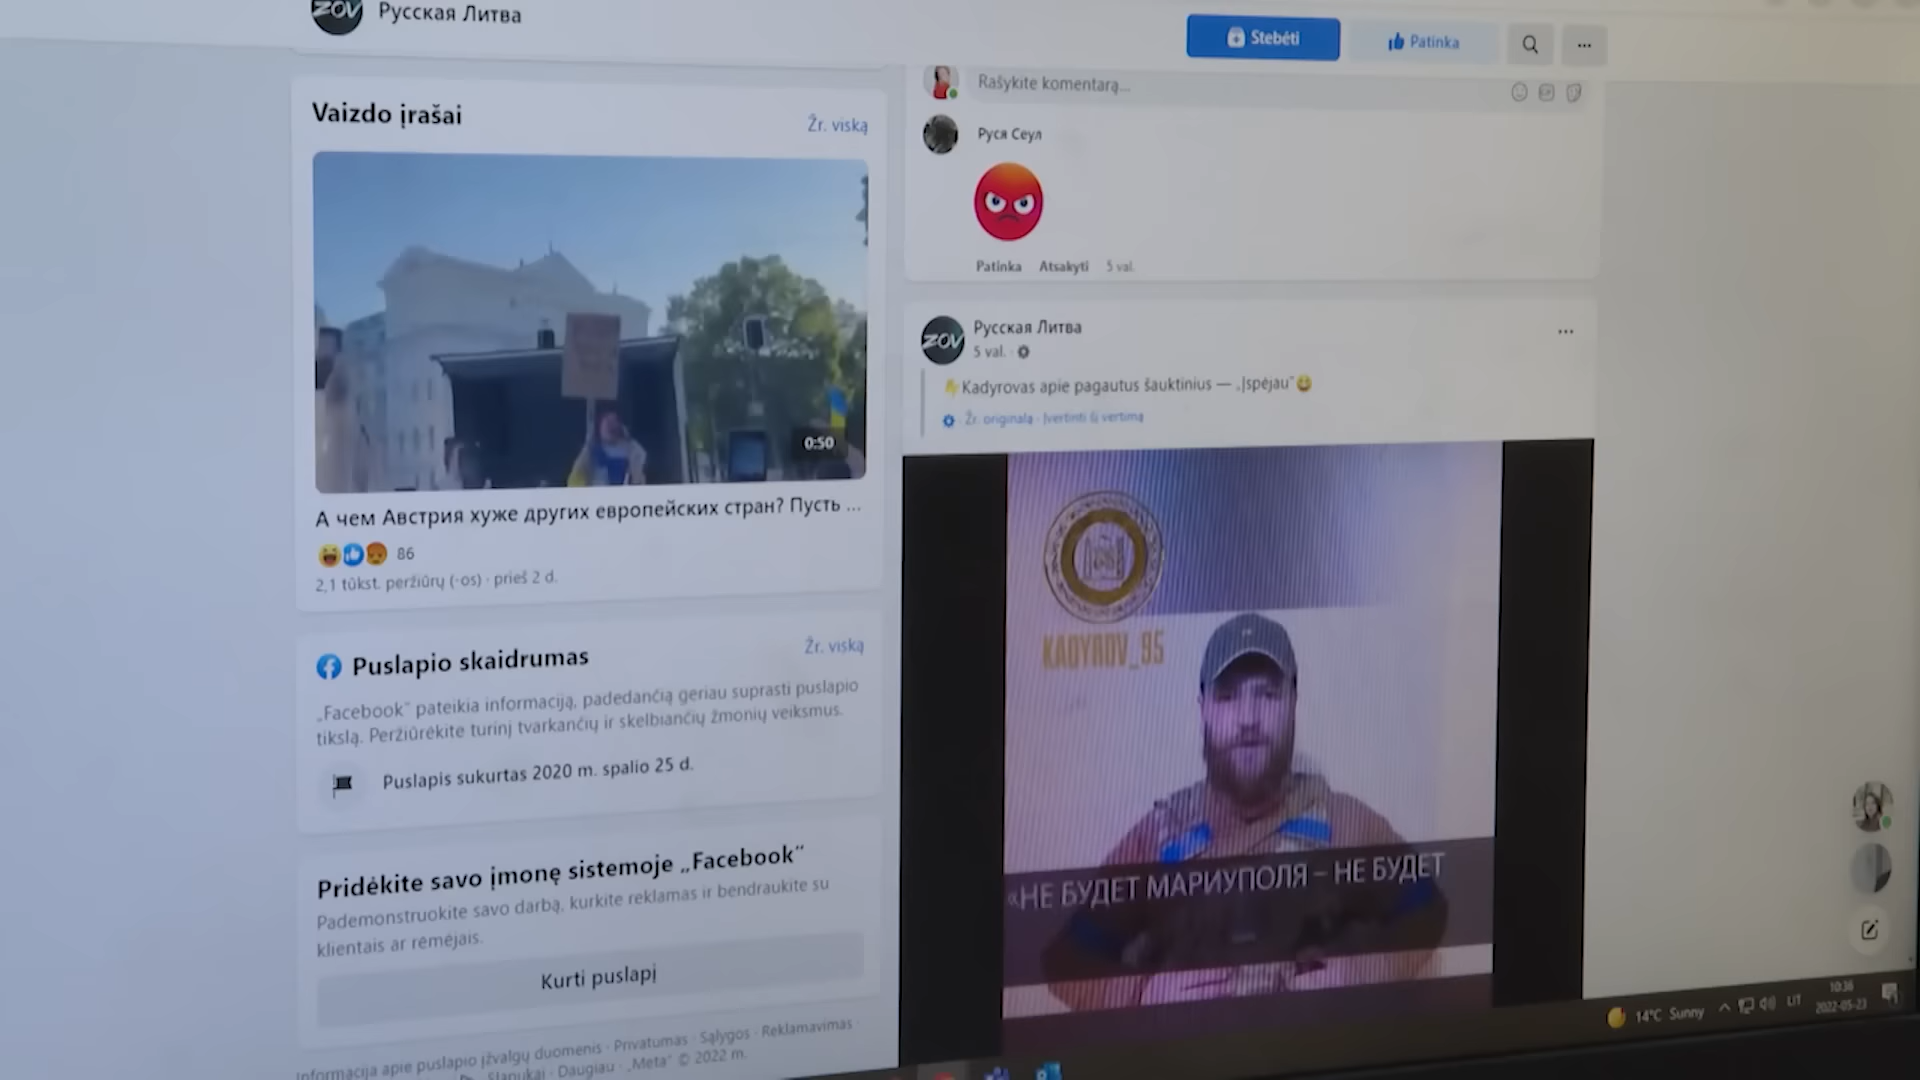 ZOV
Русская Литва
Stebėti
Patinka
Vaizdo įrašai
Žr. viską
0:50
А чем Австрия хуже других европейских стран? Пусть ...
86
2,1 tūkst. peržiūrų (-os) · prieš 2 d.
Puslapio skaidrumas
Žr. viską
„Facebook“ pateikia informaciją, padedančią geriau suprasti puslapio
tikslą. Peržiūrėkite turinį tvarkančių ir skelbiančių žmonių veiksmus.
Puslapis sukurtas 2020 m. spalio 25 d.
Pridėkite savo įmonę sistemoje „Facebook“
Pademonstruokite savo darbą, kurkite reklamas ir bendraukite su
klientais ar rėmėjais.
Kurti puslapį
Informacija apie puslapio įžvalgų duomenis · Privatumas · Sąlygos · Reklamavimas ·
Slapukai · Daugiau · „Meta“ © 2022 m.
Rašykite komentarą...
Руся Сеул
Patinka Atsakyti 5 val.
ZOV
Русская Литва
5 val. ·
Kadyrovas apie pagautus šauktinius — „Įspėjau“
· Žr. originalą · Įvertinti šį vertimą
KADYROV_95
«НЕ БУДЕТ МАРИУПОЛЯ – НЕ БУДЕТ
14°C Sunny
LIT
10:36
2022-05-23